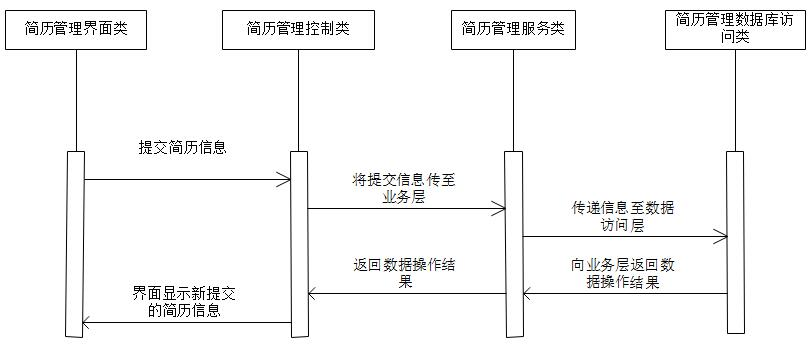 简历管理界面类
简历管理控制类
简历管理服务类
简历管理数据库访
问类
提交简历信息
将提交信息传至
业务层
传递信息至数据
访问层
返回数据操作结
果
向业务层返回数
据操作结果
界面显示新提交
的简历信息